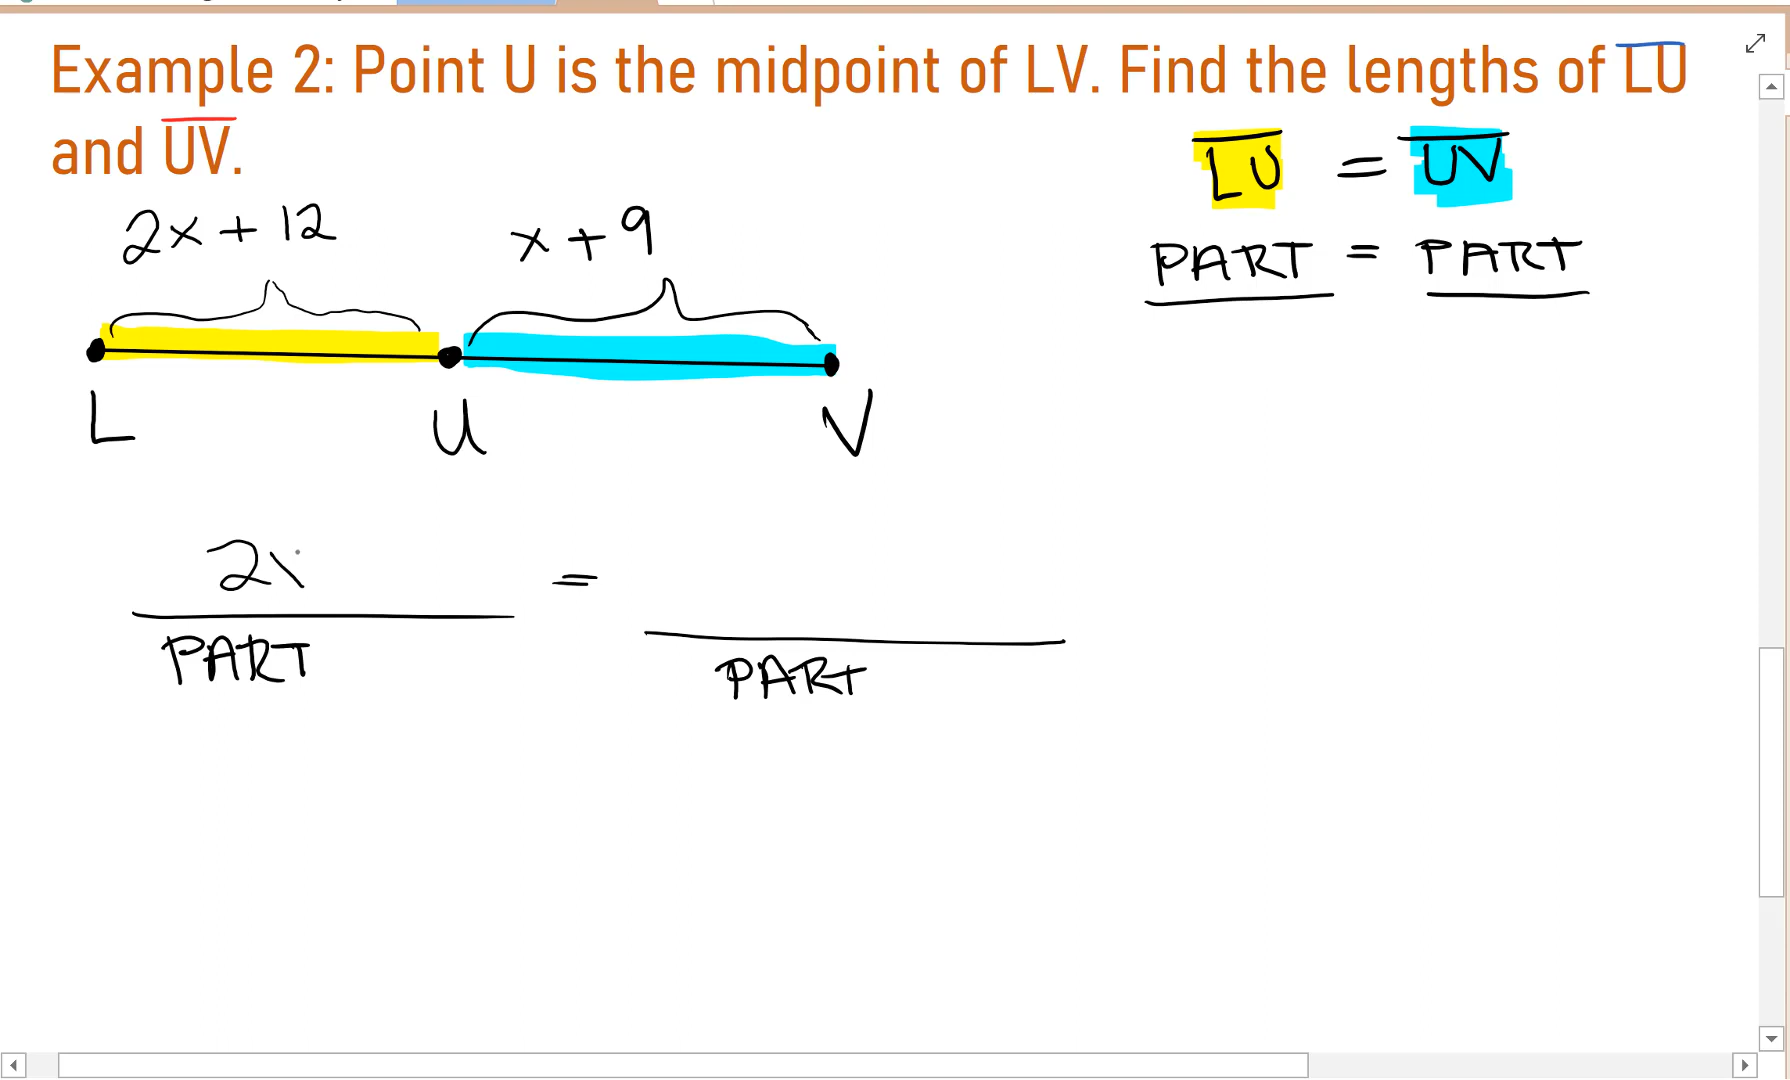 Example 2: Point U is the midpoint of LV. Find the lengths of LU
and UV.
LU = UV
PART = PART
2x + 12
x + 9
L
U
V
2x =
PART
PART